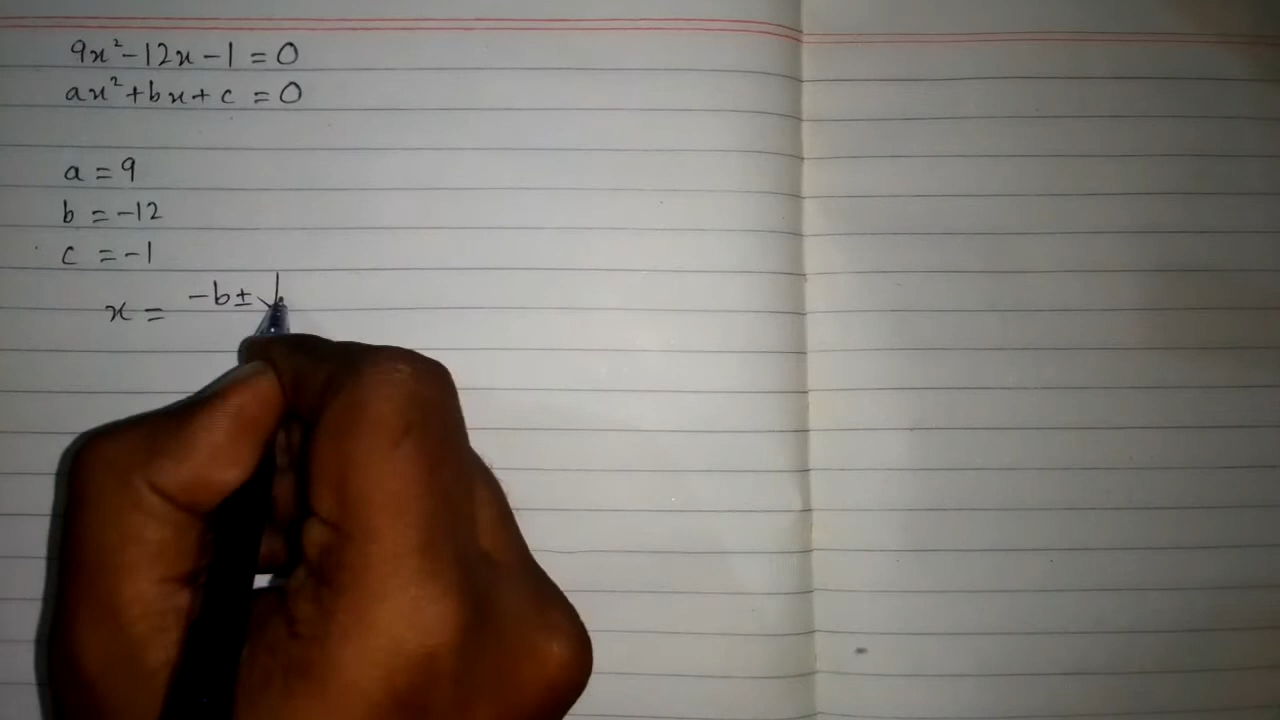 9x²-12x-1=0
ax²+bx+c=0
a=9
b=-12
c=-1
x= -b±√